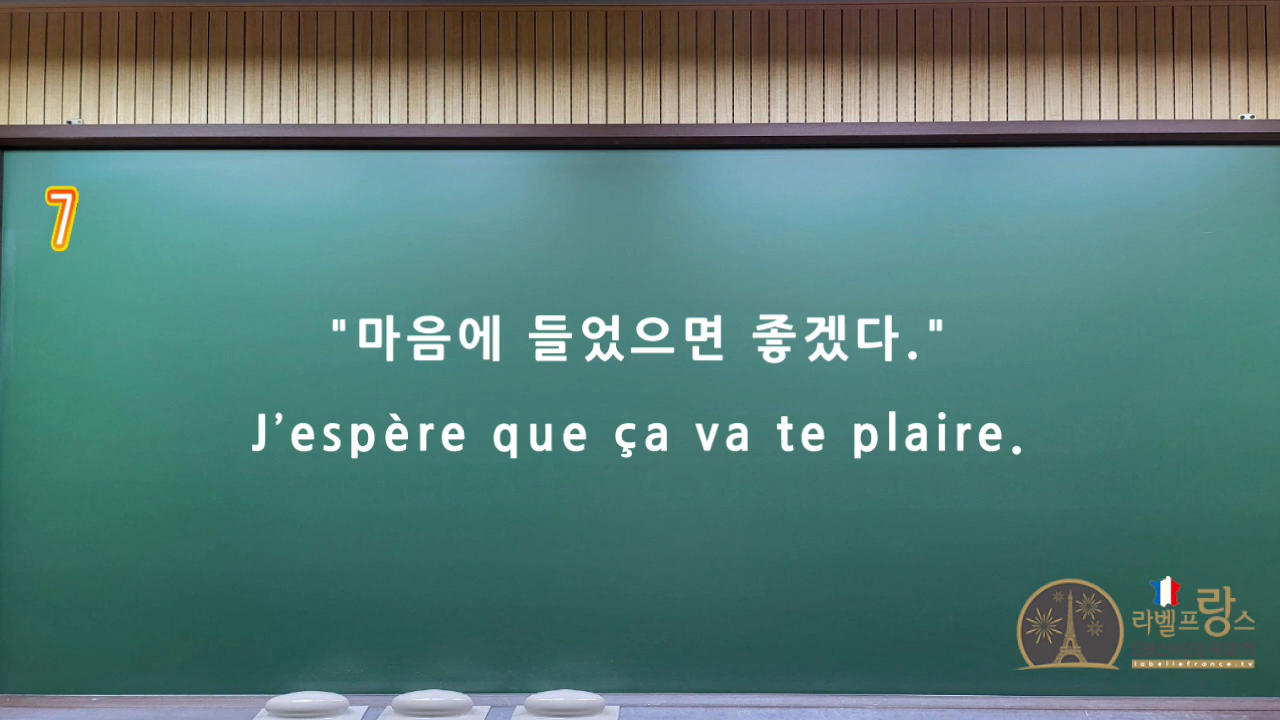 7
"마음에 들었으면 좋겠다."
J’espère que ça va te plaire.
라벨프랑스
labellefrance.tv